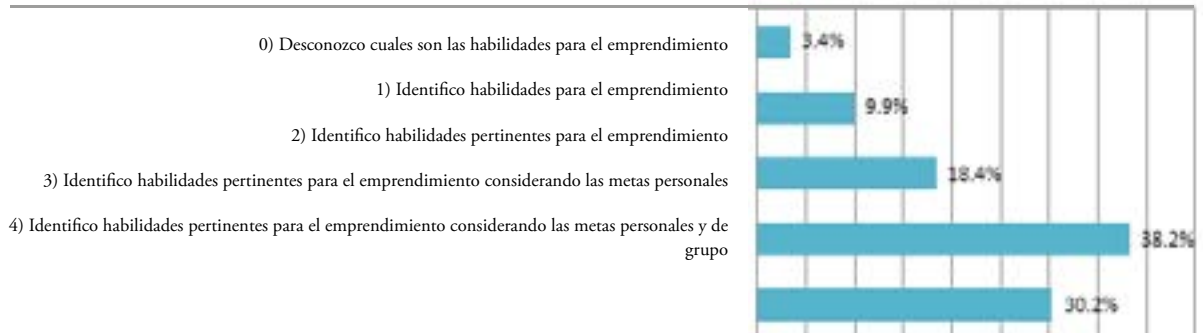 0) Desconozco cuales son las habilidades para el emprendimiento
3.4%
1) Identifico habilidades para el emprendimiento
9.9%
2) Identifico habilidades pertinentes para el emprendimiento
18.4%
3) Identifico habilidades pertinentes para el emprendimiento considerando las metas personales
38.2%
4) Identifico habilidades pertinentes para el emprendimiento considerando las metas personales y de
grupo
30.2%